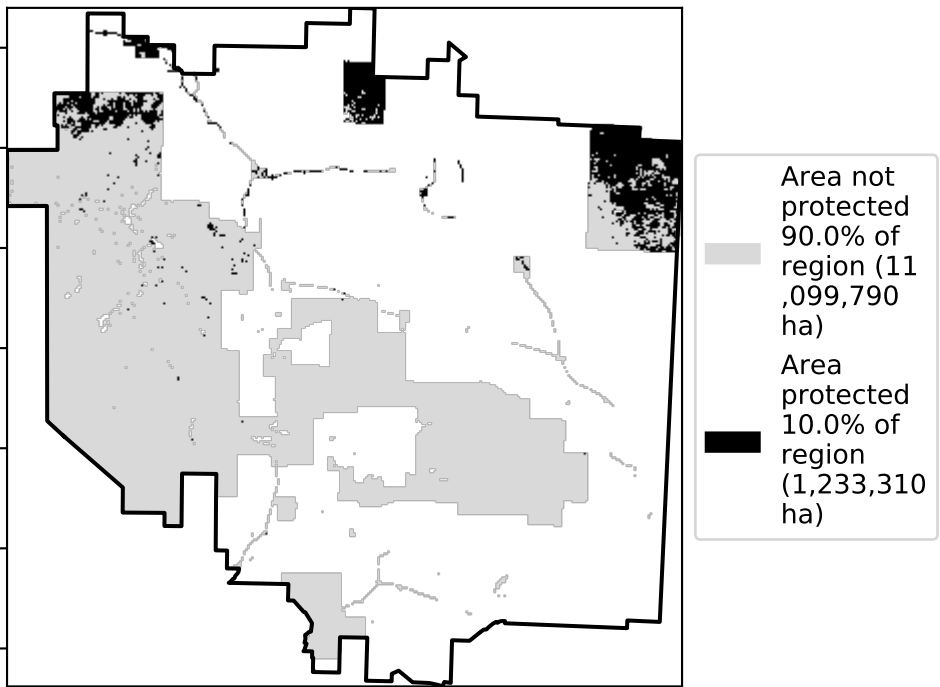 Area not
protected
90.0% of
region (11
,099,790
ha)
Area
protected
10.0% of
region
(1,233,310
ha)